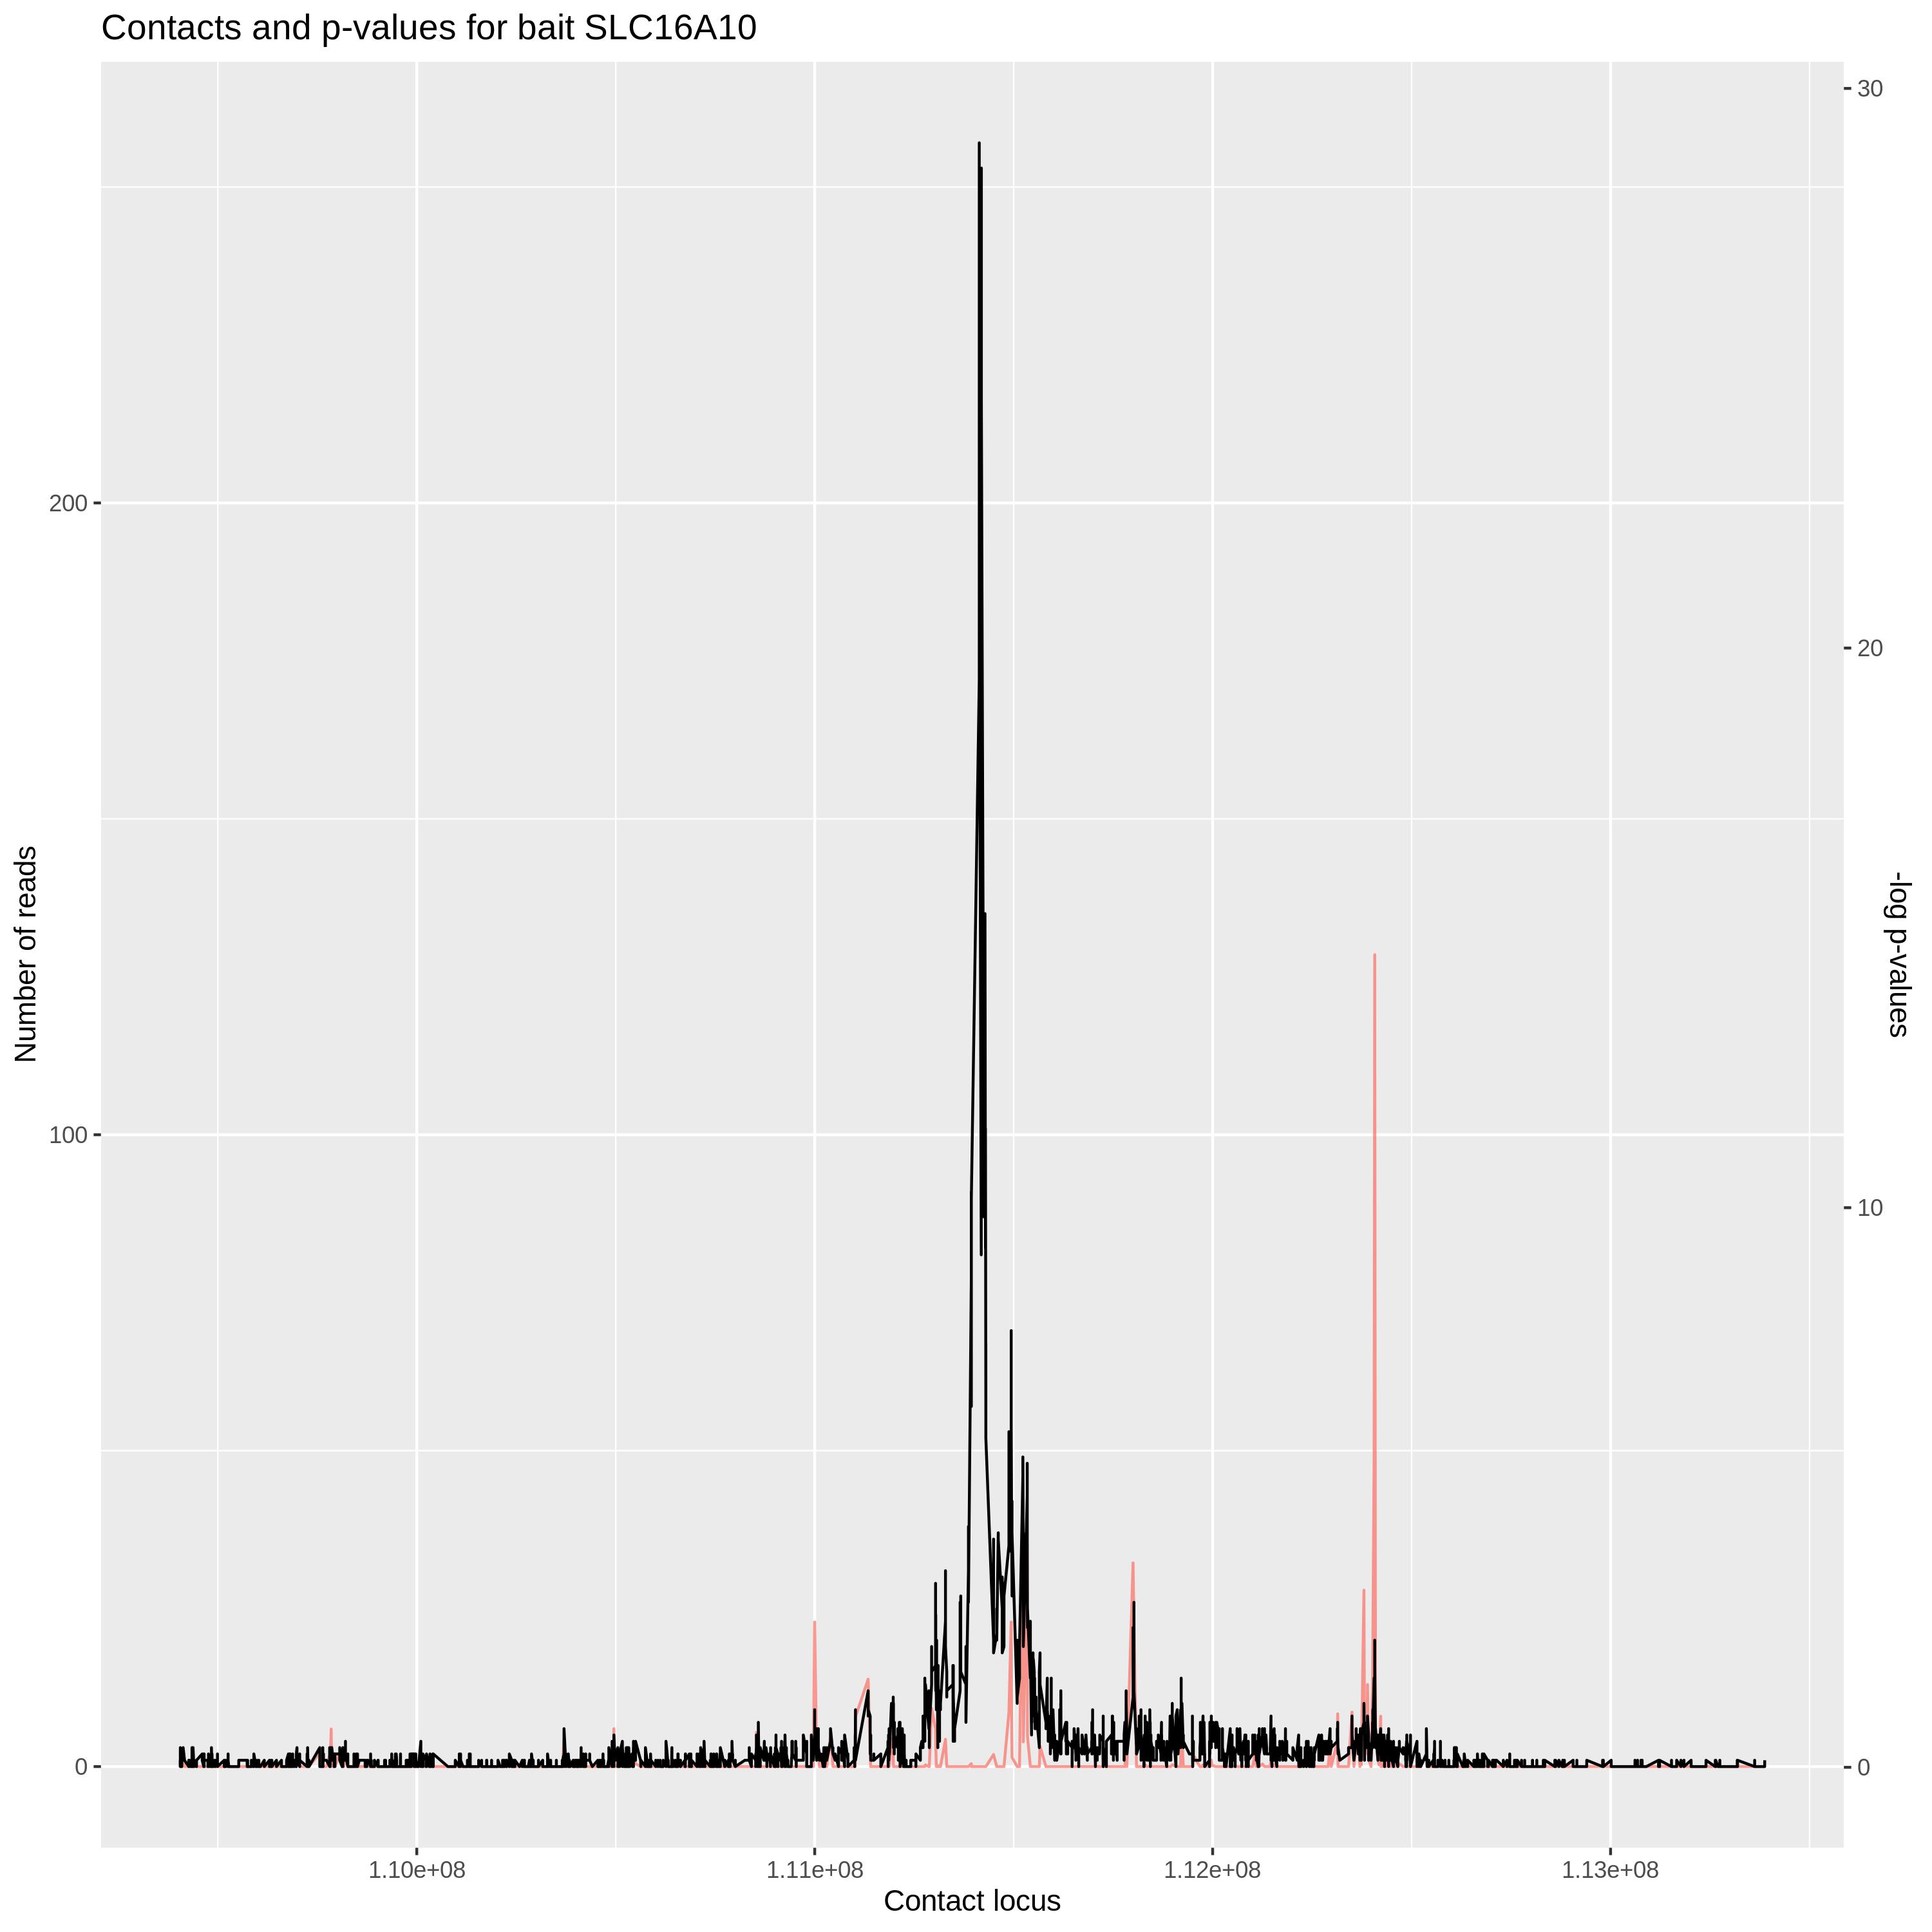 Contacts and p-values for bait SLC16A10
30
200
20
Number of reads
-log p-values
100
10
0
0
1.10e+08
1.11e+08
1.12e+08
1.13e+08
Contact locus